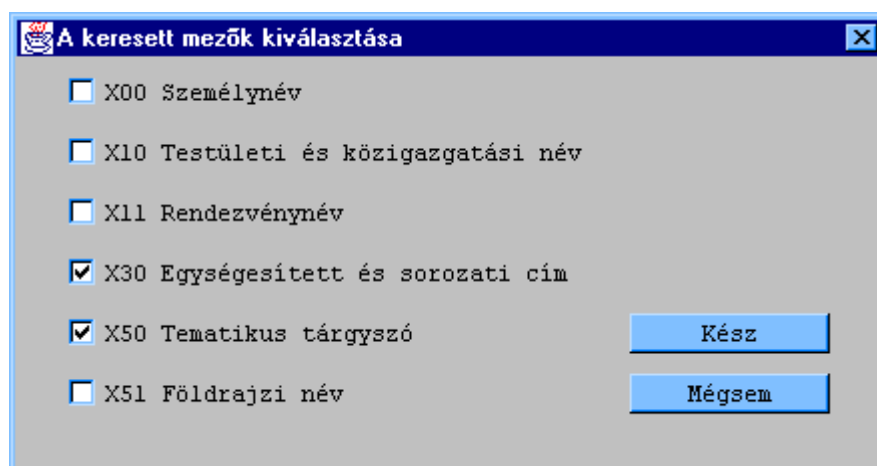 A keresett mezők kiválasztása
X00 Személynév
X10 Testületi és közigazgatási név
X11 Rendezvénynév
X30 Egységesített és sorozati cím
X50 Tematikus tárgyszó
Kész
X51 Földrajzi név
Mégsem